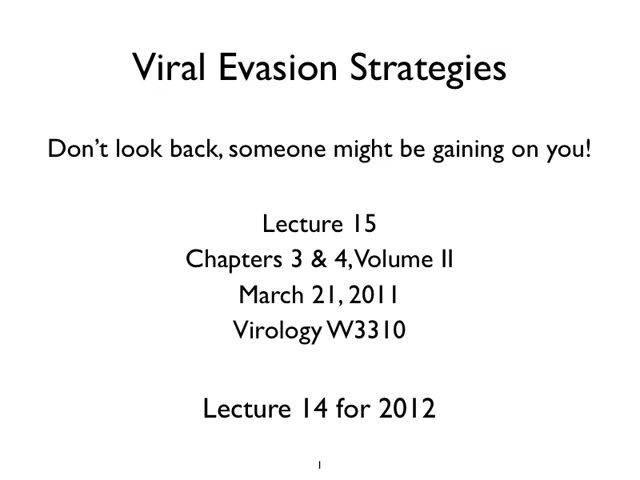 Viral Evasion Strategies
Don't look back, someone might be gaining on you!
Lecture 15
Chapters 3 & 4, Volume II
March 21, 2011
Virology W3310
Lecture 14 for 2012
1